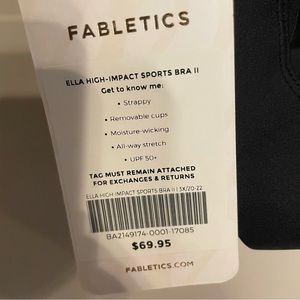 FABLETICS
ELLA HIGH-IMPACT SPORTS BRA II
Get to know me:
• Strappy
• Removable cups
• Moisture-wicking
• All-way stretch
• UPF 50+
TAG MUST REMAIN ATTACHED
FOR EXCHANGES & RETURNS
ELLA HIGH-IMPACT SPORTS BRA II | 3X/20-22
BA2149174-0001-17085
$69.95
FABLETICS.COM